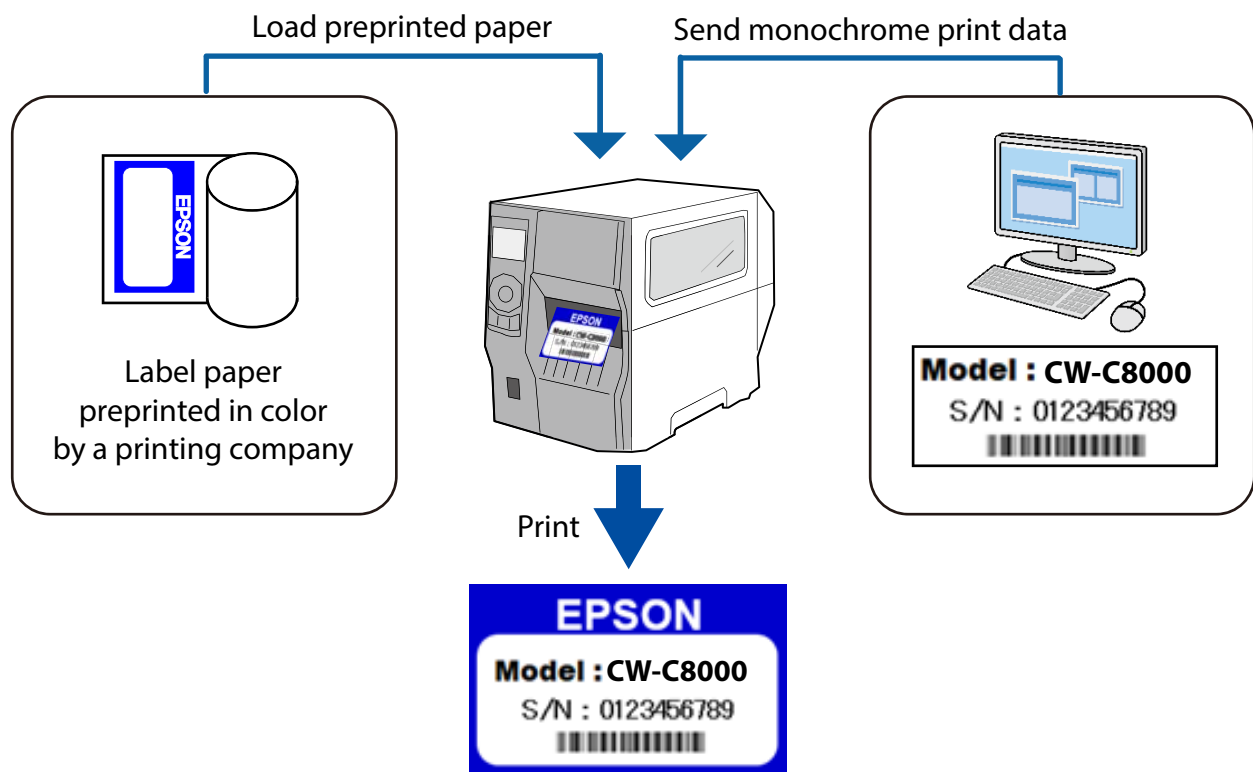 Load preprinted paper
Send monochrome print data
EPSON
Label paper
preprinted in color
by a printing company
EPSON
Model : CW-C8000
S/N : 0123456789
Model : CW-C8000
S/N : 0123456789
Print
EPSON
Model : CW-C8000
S/N : 0123456789